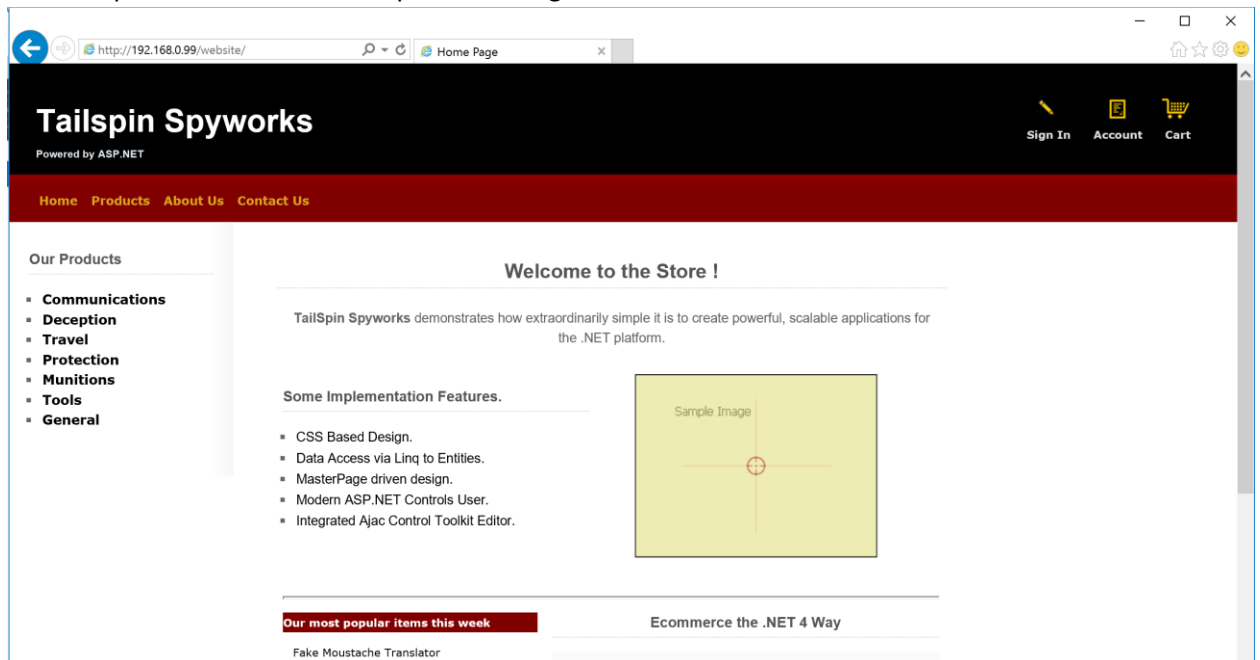 http://192.168.0.99/website/
Home Page
Tailspin Spyworks
Powered by ASP.NET
Sign In Account Cart
Home Products About Us Contact Us
Our Products
Communications
Deception
Travel
Protection
Munitions
Tools
General
Welcome to the Store !
TailSpin Spyworks demonstrates how extraordinarily simple it is to create powerful, scalable applications for
the .NET platform.
Some Implementation Features.
CSS Based Design.
Data Access via Linq to Entities.
MasterPage driven design.
Modern ASP.NET Controls User.
Integrated Ajac Control Toolkit Editor.
Sample Image
Our most popular items this week
Fake Moustache Translator
Ecommerce the .NET 4 Way